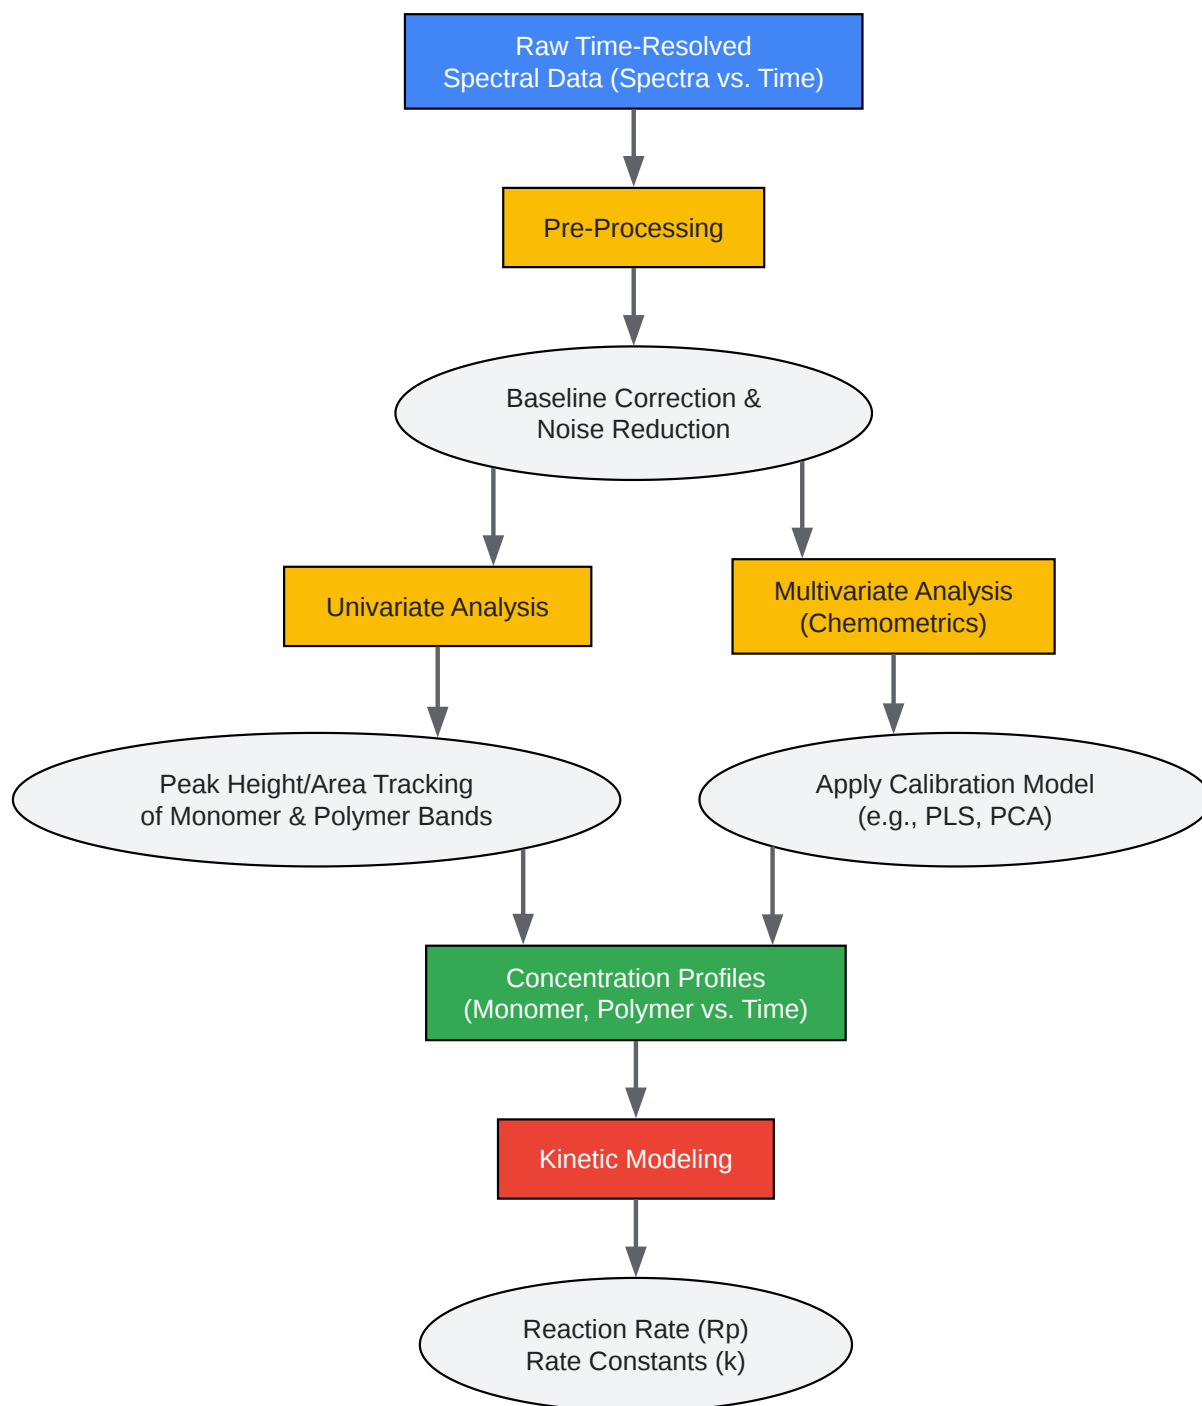 Raw Time-Resolved
Spectral Data (Spectra vs. Time)
Pre-Processing
Baseline Correction &
Noise Reduction
Univariate Analysis
Multivariate Analysis
(Chemometrics)
Peak Height/Area Tracking
of Monomer & Polymer Bands
Apply Calibration Model
(e.g., PLS, PCA)
Concentration Profiles
(Monomer, Polymer vs. Time)
Kinetic Modeling
Reaction Rate (Rp)
Rate Constants (k)